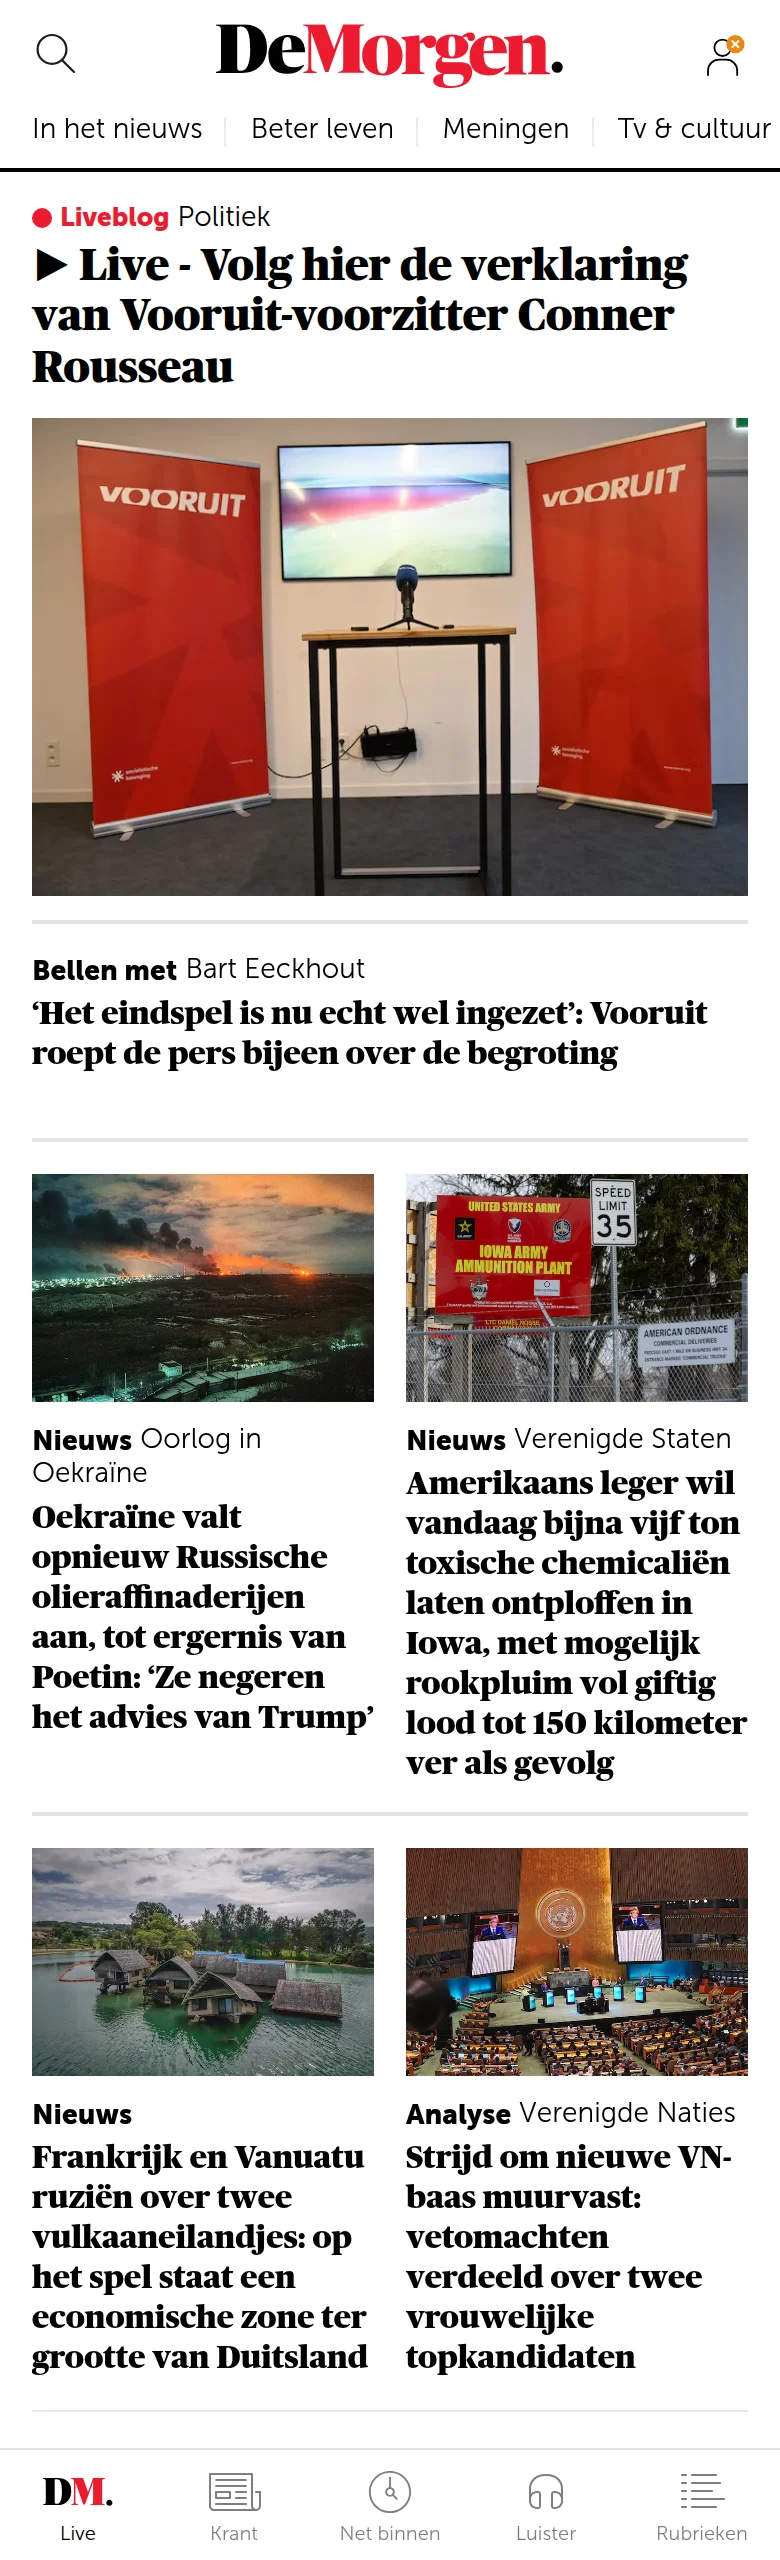 DeMorgen.
In het nieuws
Beter leven
Meningen
Tv & cultuur
Liveblog Politiek
► Live - Volg hier de verklaring
van Vooruit-voorzitter Conner
Rousseau
VOORUIT
VOORUIT
socialistische
beweging
socialistische
beweging
Bellen met Bart Eeckhout
‘Het eindspel is nu echt wel ingezet’: Vooruit
roept de pers bijeen over de begroting
UNITED STATES ARMY
IOWA ARMY
AMMUNITION PLANT
SPEED
LIMIT
35
AMERICAN ORDNANCE
COMMERCIAL DELIVERIES
Nieuws Oorlog in
Oekraïne
Oekraïne valt
opnieuw Russische
olieraffinaderijen
aan, tot ergernis van
Poetin: ‘Ze negeren
het advies van Trump’
Nieuws Verenigde Staten
Amerikaans leger wil
vandaag bijna vijf ton
toxische chemicaliën
laten ontploffen in
Iowa, met mogelijk
rookpluim vol giftig
lood tot 150 kilometer
ver als gevolg
Nieuws
Frankrijk en Vanuatu
ruziën over twee
vulkaaneilandjes: op
het spel staat een
economische zone ter
grootte van Duitsland
Analyse Verenigde Naties
Strijd om nieuwe VN-
baas muurvast:
vetomachten
verdeeld over twee
vrouwelijke
topkandidaten
DM.
Live
Krant
Net binnen
Luister
Rubrieken